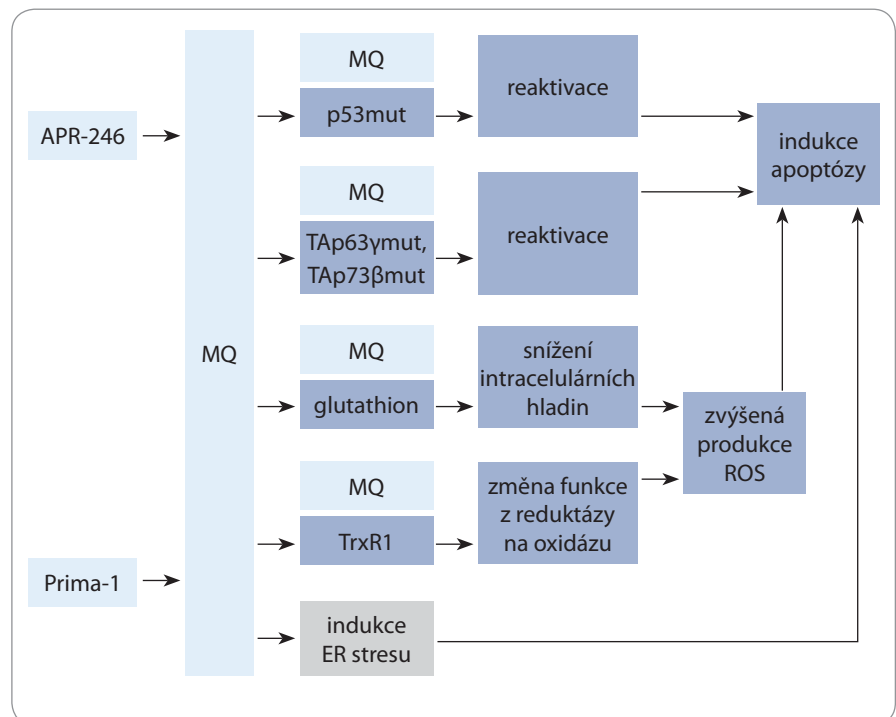 APR-246
Prima-1
MQ
MQ
p53mut
reaktivace
MQ
TAp63γmut,
TAp73βmut
reaktivace
MQ
glutathion
snížení
intracelulárních
hladin
MQ
TrxR1
změna funkce
z reduktázy
na oxidázu
indukce
ER stresu
zvýšená
produkce
ROS
indukce
apoptózy